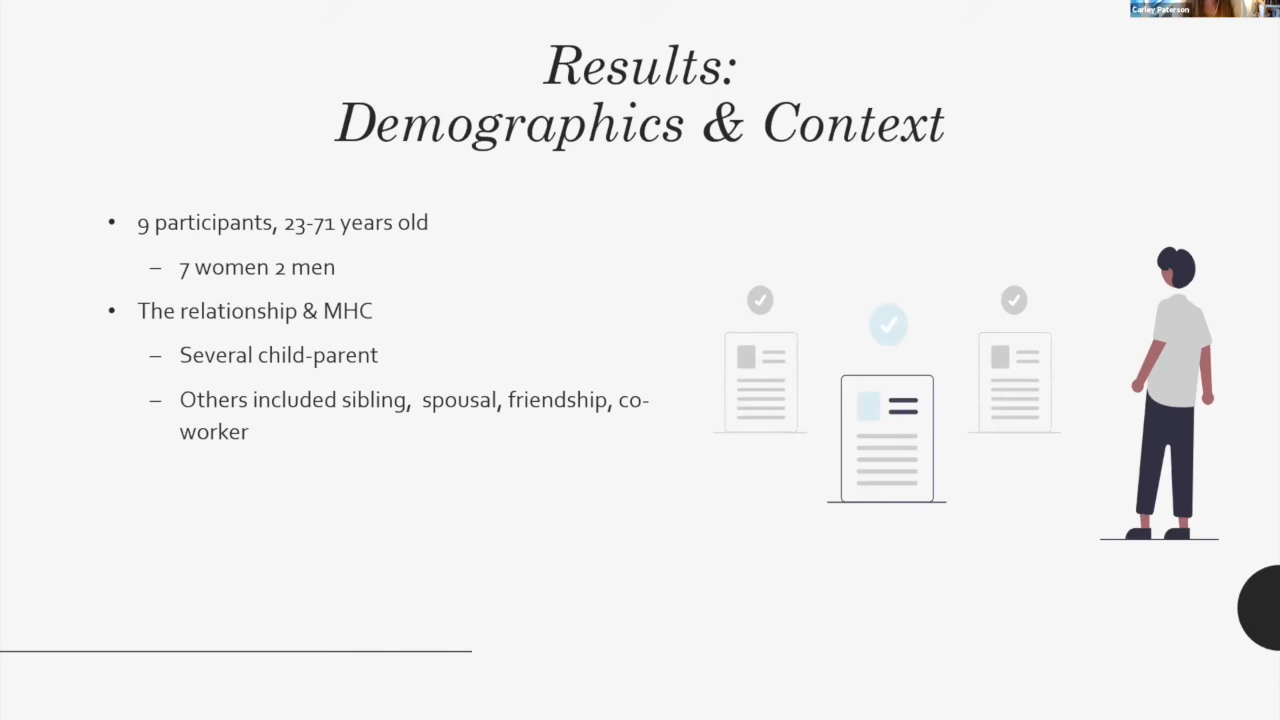 Carley Paterson
Results:
Demographics & Context
• 9 participants, 23-71 years old
– 7 women 2 men
• The relationship & MHC
– Several child-parent
– Others included sibling,  spousal, friendship, co-
worker